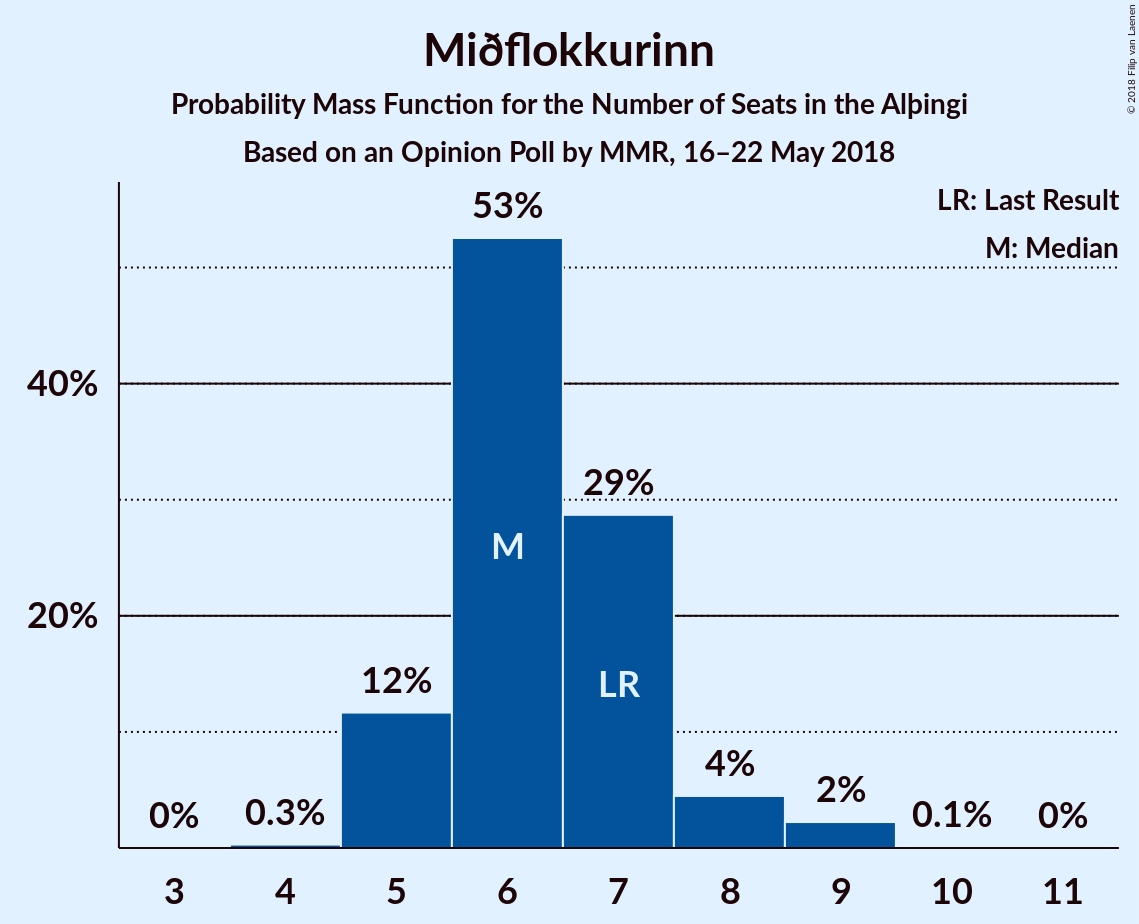 Miðflokkurinn
Probability Mass Function for the Number of Seats in the Alþingi
Based on an Opinion Poll by MMR, 16–22 May 2018
© 2018 Filip van Laenen
LR: Last Result
M: Median
53%
40%
29%
M
20%
12%
LR
4%
2%
0%
0.3%
0.1%
0%
3 4 5 6 7 8 9 10 11